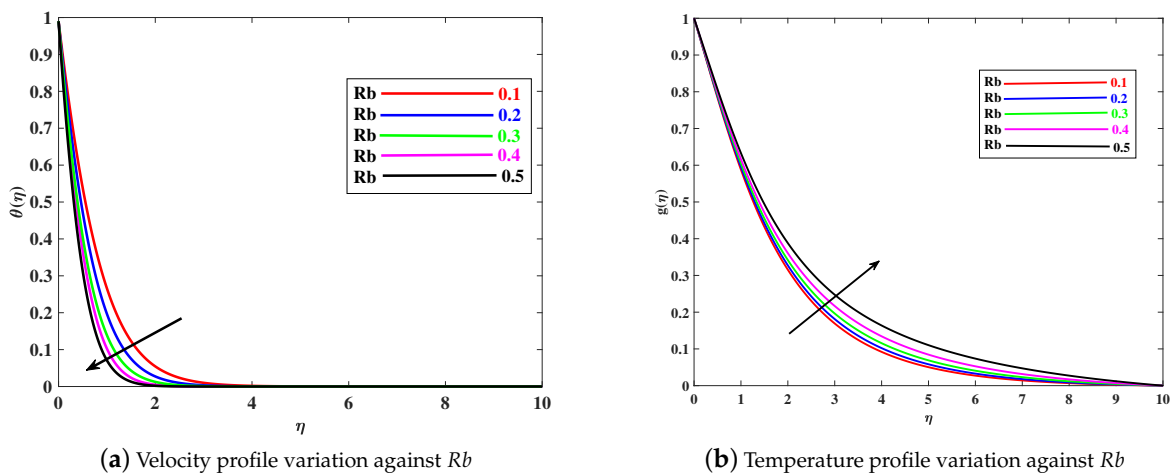 1
0.9
0.8
0.7
0.6
0.5
0.4
0.3
0.2
0.1
0
θ(η)
Rb 0.1
Rb 0.2
Rb 0.3
Rb 0.4
Rb 0.5
0 2 4 6 8 10
η
(a) Velocity profile variation against Rb
1
0.9
0.8
0.7
0.6
0.5
0.4
0.3
0.2
0.1
0
g(η)
Rb 0.1
Rb 0.2
Rb 0.3
Rb 0.4
Rb 0.5
0 1 2 3 4 5 6 7 8 9 10
η
(b) Temperature profile variation against Rb